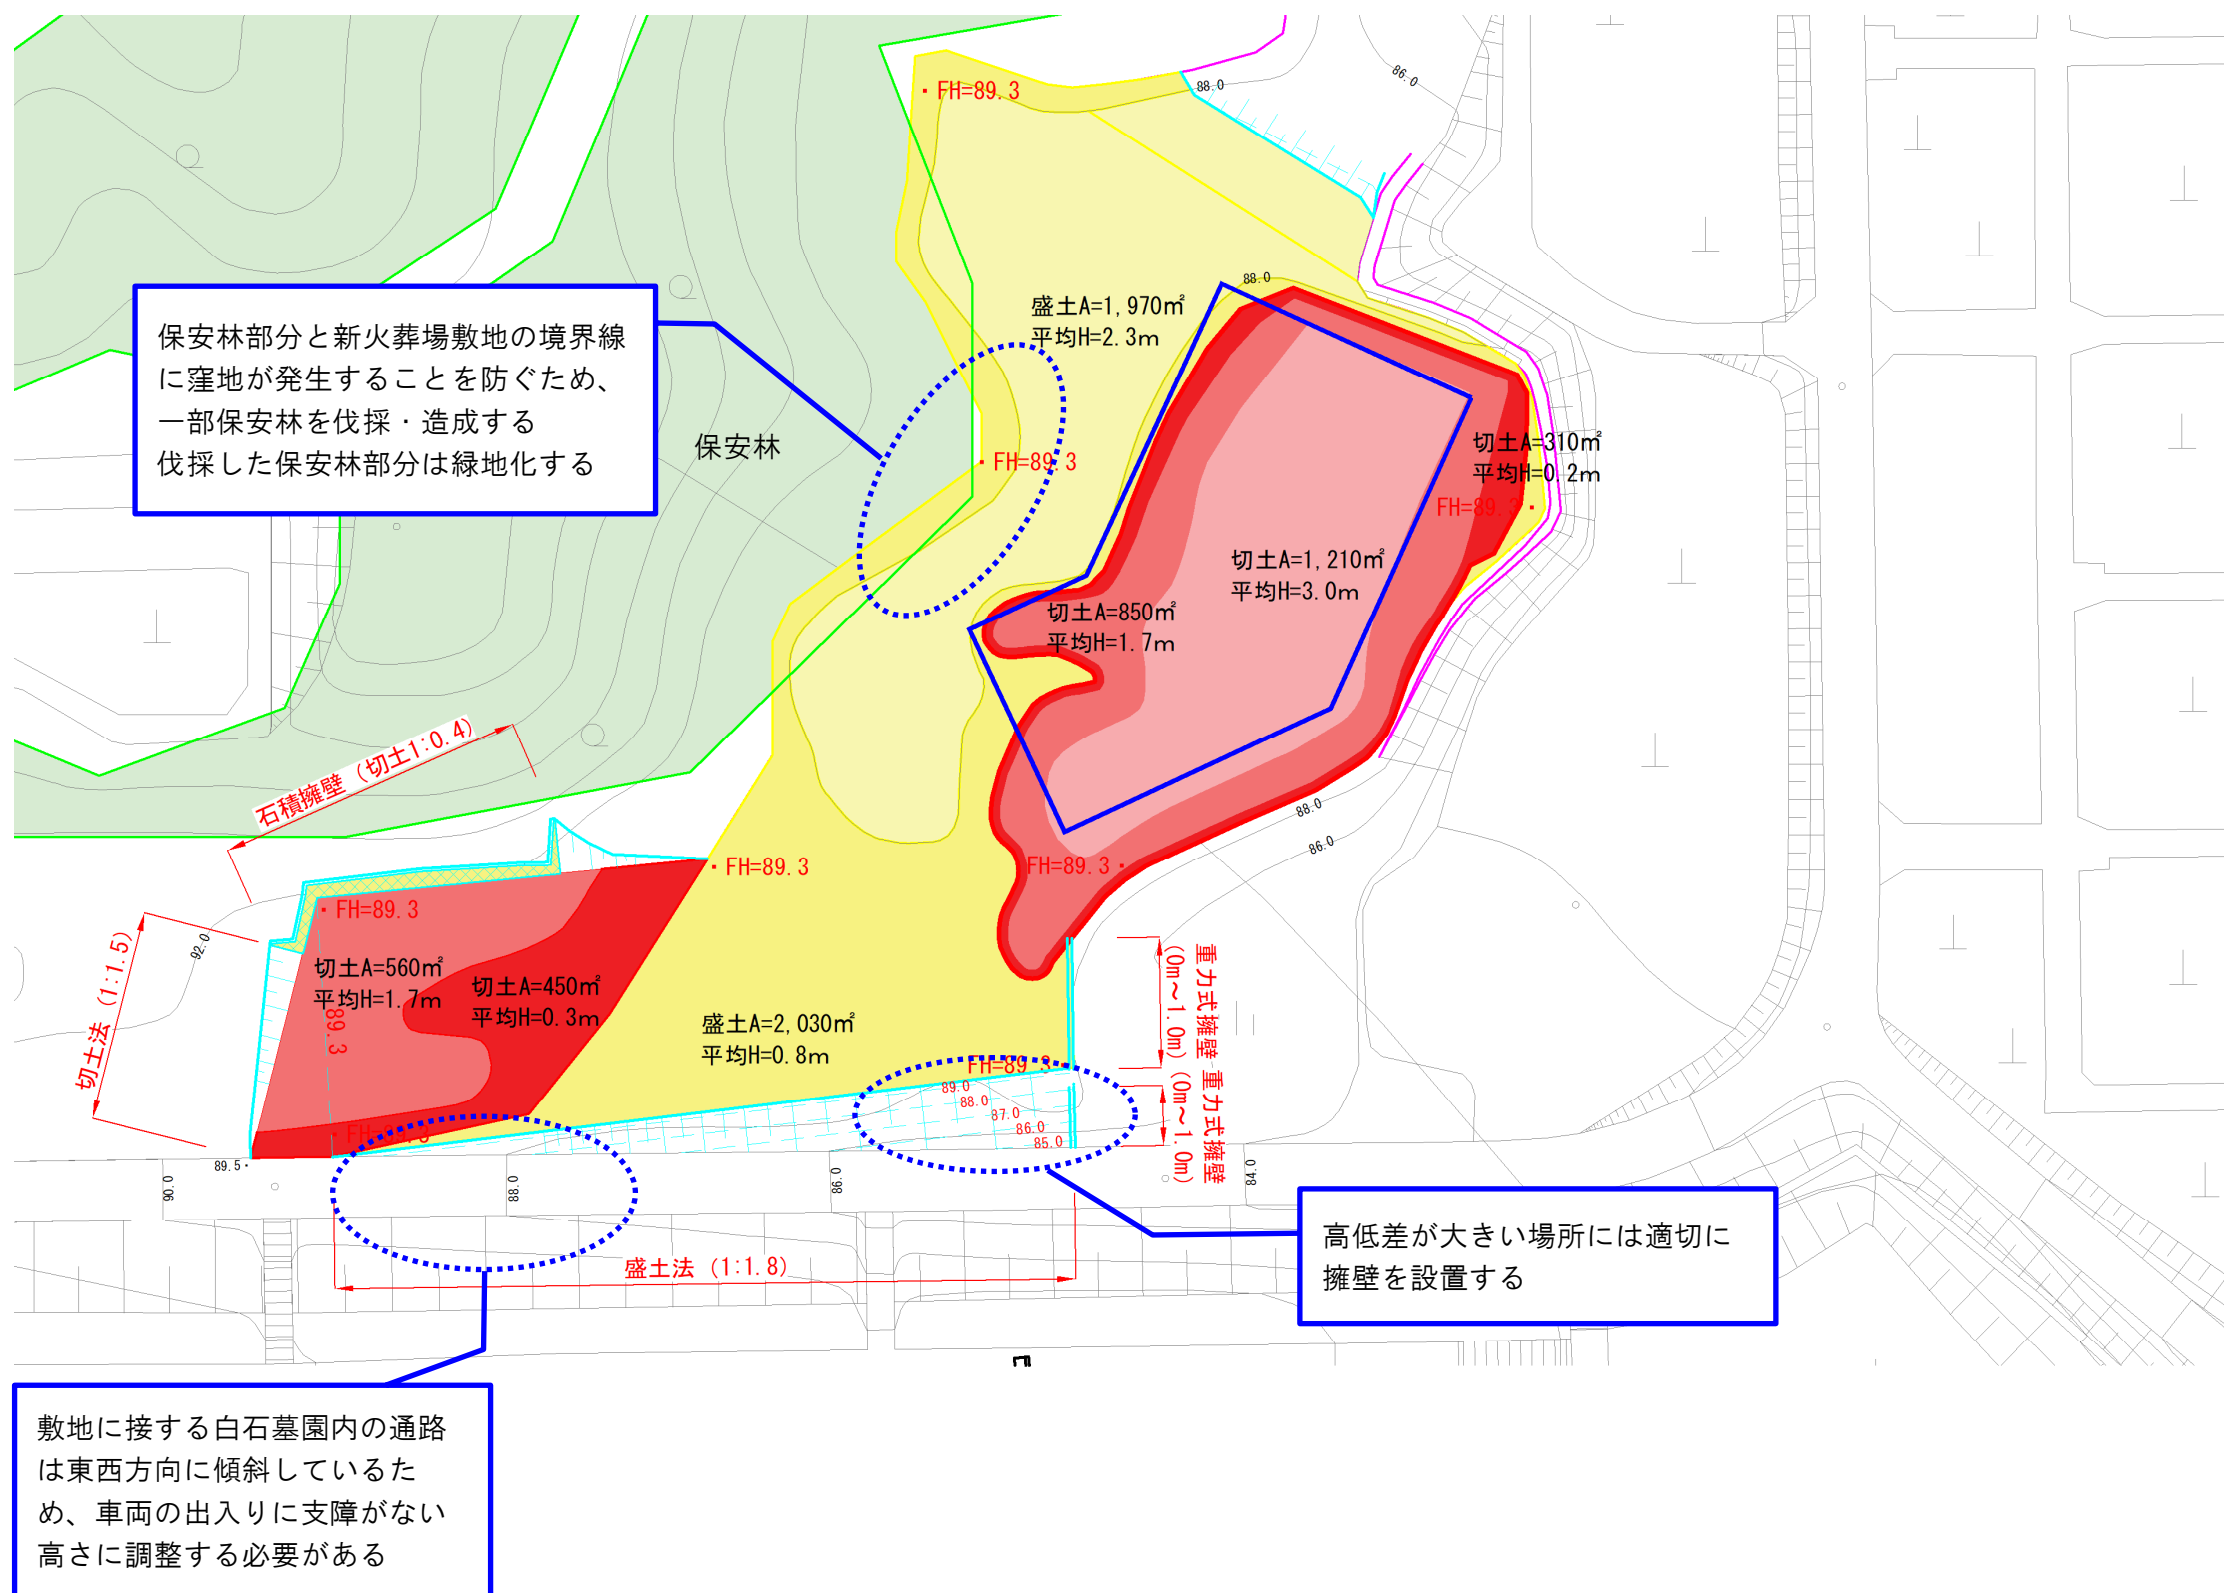 88.0
86.0
FH=89.3
保安林部分と新火葬場敷地の境界線
に窪地が発生することを防ぐため、
一部保安林を伐採・造成する
伐採した保安林部分は緑地化する
保安林
88.0
盛土A=1,970㎡
平均H=2.3m
FH=89.3
切土A=310㎡
平均H=0.2m
FH=89.3
切土A=1,210㎡
平均H=3.0m
切土A=850㎡
平均H=1.7m
石積擁壁（切土1:0.4）
88.0
86.0
FH=89.3
FH=89.3
FH=89.3
92.0
切土法（1:1.5）
切土A=560㎡
平均H=1.7m
89.3
切土A=450㎡
平均H=0.3m
盛土A=2,030㎡
平均H=0.8m
重力式擁壁
(0m～1.0m)
重力式擁壁
(0m～1.0m)
FH=89.3
89.0
88.0
87.0
86.0
85.0
FH=89.3
89.5
90.0
88.0
86.0
84.0
盛土法（1:1.8）
高低差が大きい場所には適切に
擁壁を設置する
敷地に接する白石墓園内の通路
は東西方向に傾斜しているた
め、車両の出入りに支障がない
高さに調整する必要がある